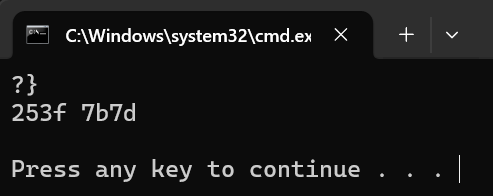 C:\Windows\system32\cmd.ex
?}
253f 7b7d
Press any key to continue . . .